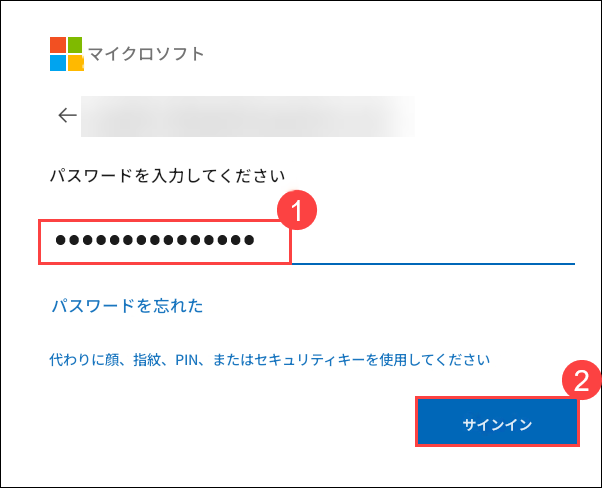 マイクロソフト
←
パスワードを入力してください
1
●●●●●●●●●●●●●●●
パスワードを忘れた
代わりに顔、指紋、PIN、またはセキュリティキーを使用してください
2
サインイン